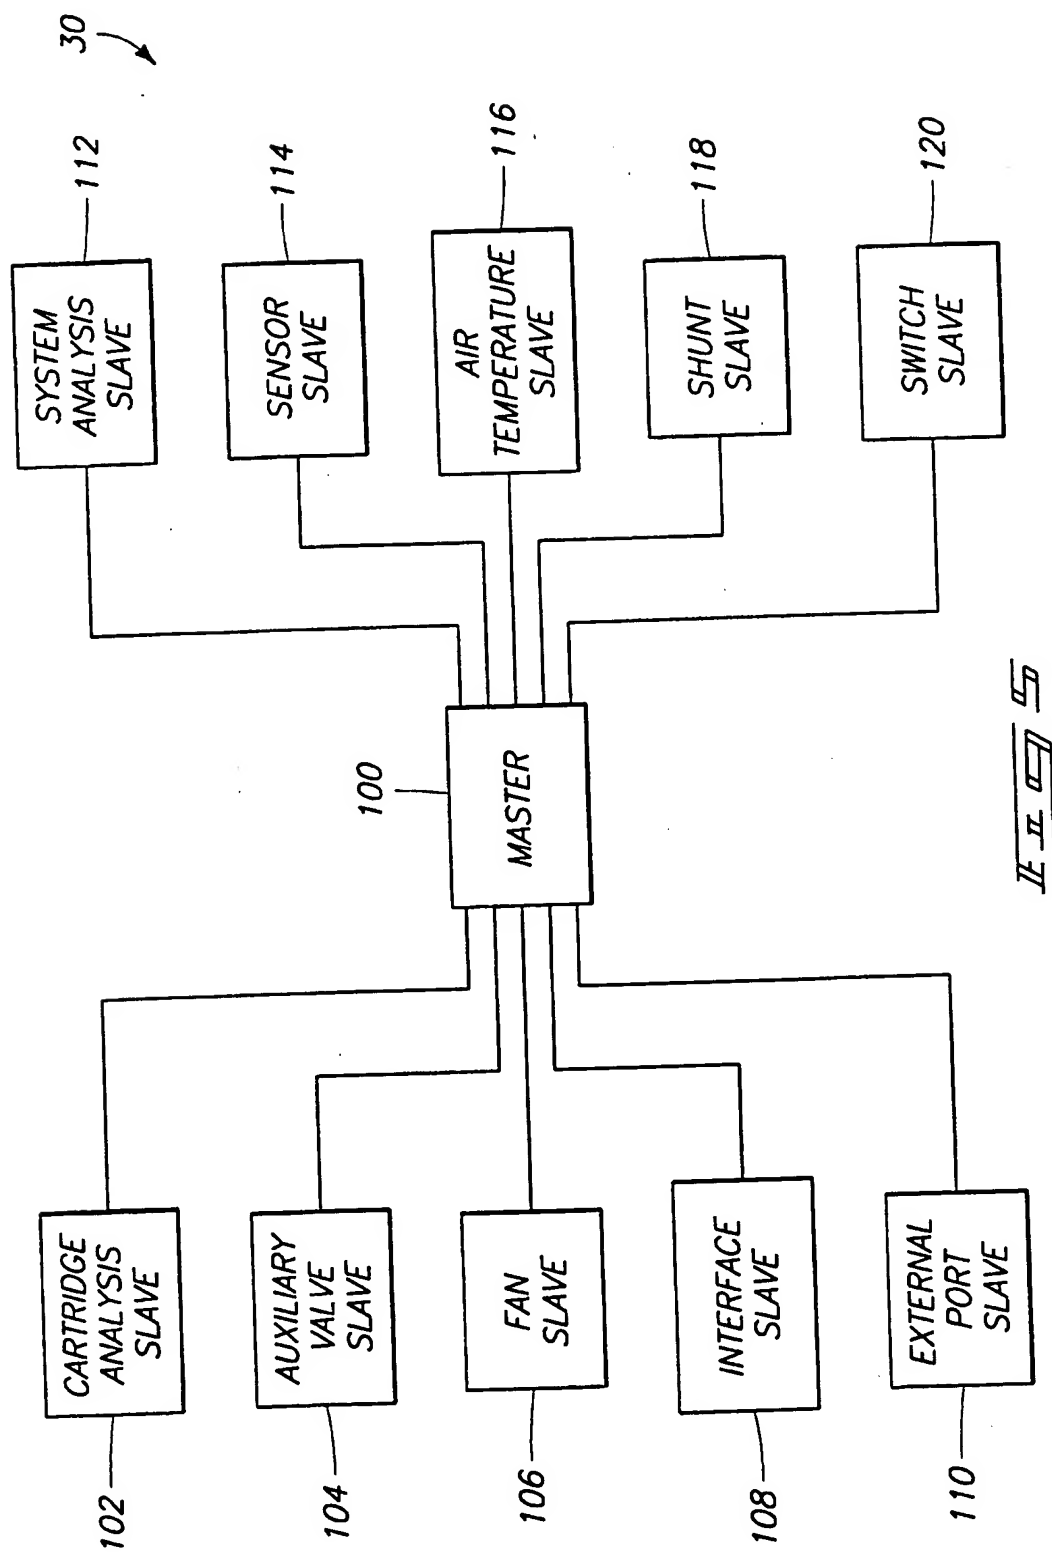 30
CARTRIDGE
ANALYSIS
SLAVE
102
AUXILIARY
VALVE
SLAVE
104
FAN
SLAVE
106
INTERFACE
SLAVE
108
EXTERNAL
PORT
SLAVE
110
100
MASTER
SYSTEM
ANALYSIS
SLAVE
112
SENSOR
SLAVE
114
AIR
TEMPERATURE
SLAVE
116
SHUNT
SLAVE
118
SWITCH
SLAVE
120
FIG 5